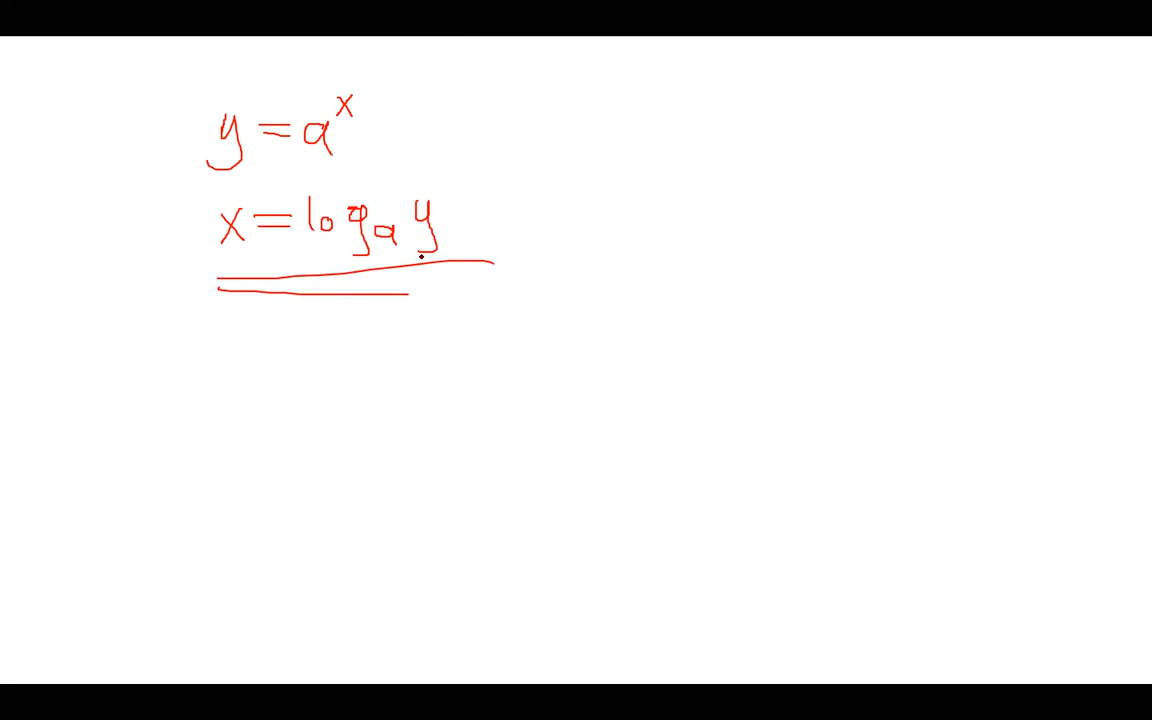 y = a^x
x = log_a y